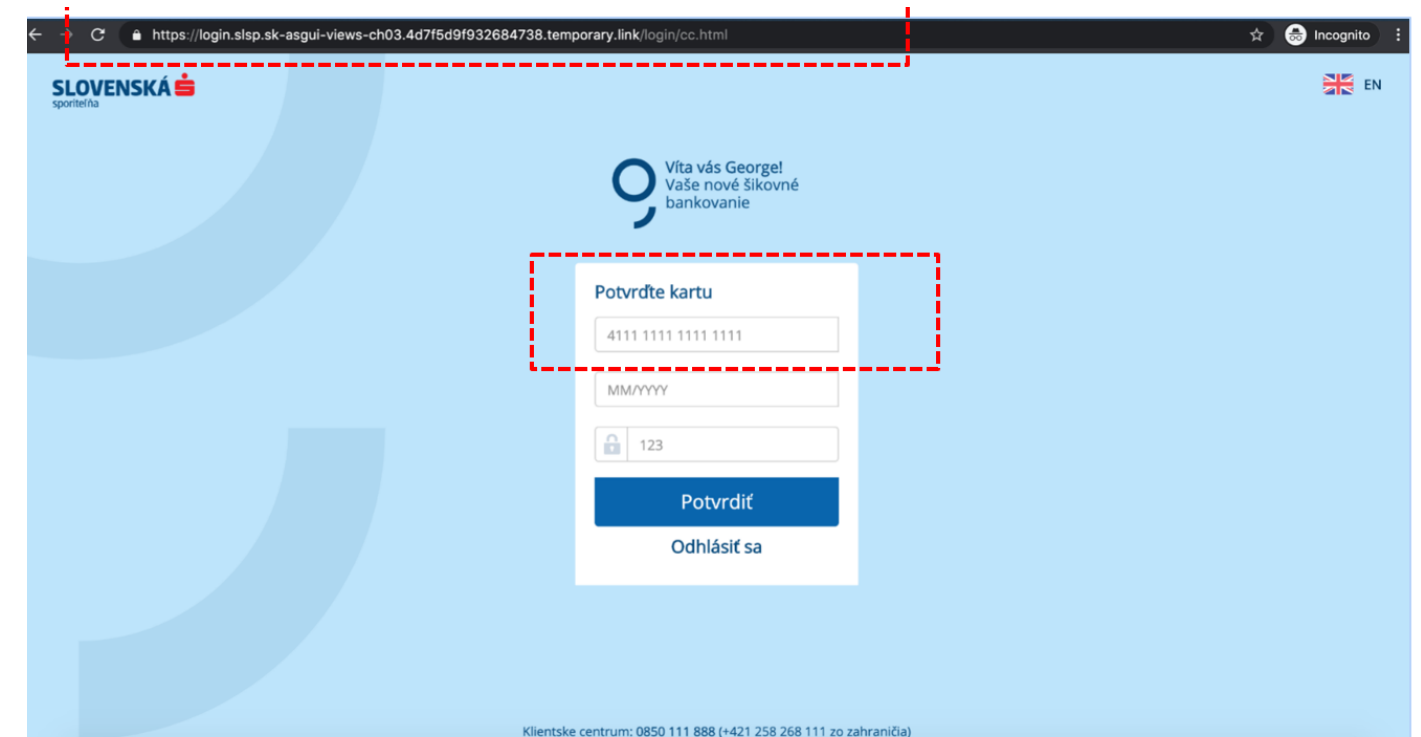 https://login.slsp.sk-asgui-views-ch03.4d7f5d9f932684738.temporary.link/login/cc.html
Incognito
SLOVENSKÁ
sporiteľňa
EN
Víta vás George!
Vaše nové šikovné
bankovanie
Potvrďte kartu
4111 1111 1111 1111
MM/YYYY
123
Potvrdiť
Odhlásiť sa
Klientske centrum: 0850 111 888 (+421 258 268 111 zo zahraničia)